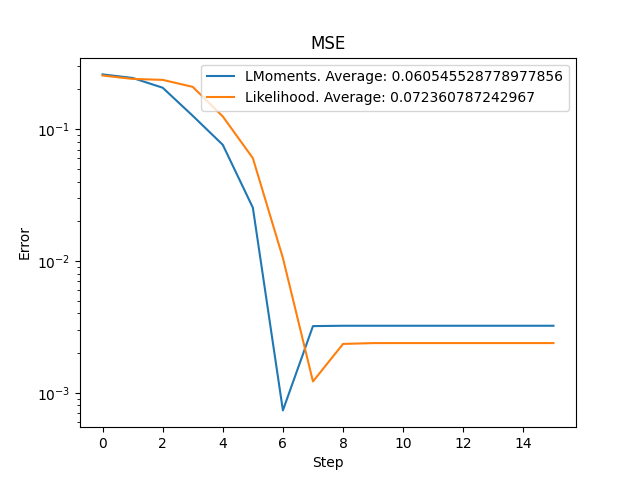 MSE
LMoments. Average: 0.060545528778977856
Likelihood. Average: 0.072360787242967
10⁻¹
10⁻²
10⁻³
Error
0 2 4 6 8 10 12 14
Step